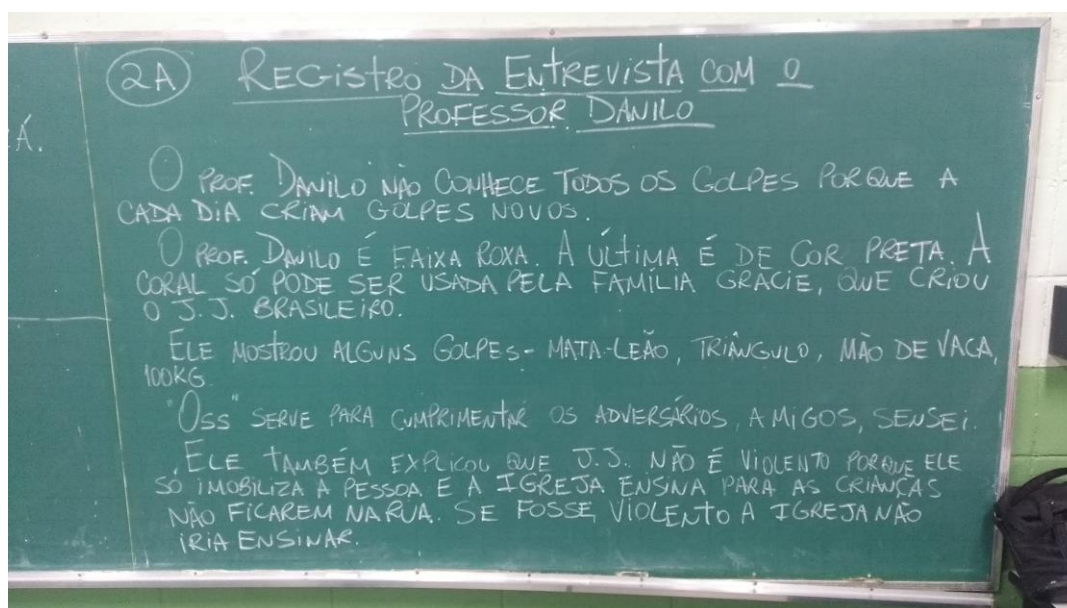 Á.
2A REGISTRO DA ENTREVISTA COM O
PROFESSOR DANILO
O PROF. DANILO NÃO CONHECE TODOS OS GOLPES PORQUE A
CADA DIA CRIAM GOLPES NOVOS.
O PROF. DANILO É FAIXA ROXA. A ÚLTIMA É DE COR PRETA. A
CORAL SÓ PODE SER USADA PELA FAMÍLIA GRACIE, QUE CRIOU
O J.J. BRASILEIRO.
ELE MOSTROU ALGUNS GOLPES - MATA-LEÃO, TRIÂNGULO, MÃO DE VACA,
100KG.
"OSS" SERVE PARA CUMPRIMENTAR OS ADVERSÁRIOS, AMIGOS, SENSEI.
ELE TAMBÉM EXPLICOU QUE J.J. NÃO É VIOLENTO PORQUE ELE
SÓ IMOBILIZA A PESSOA E A IGREJA ENSINA PARA AS CRIANÇAS
NÃO FICAREM NA RUA. SE FOSSE VIOLENTO A IGREJA NÃO
IRIA ENSINAR.